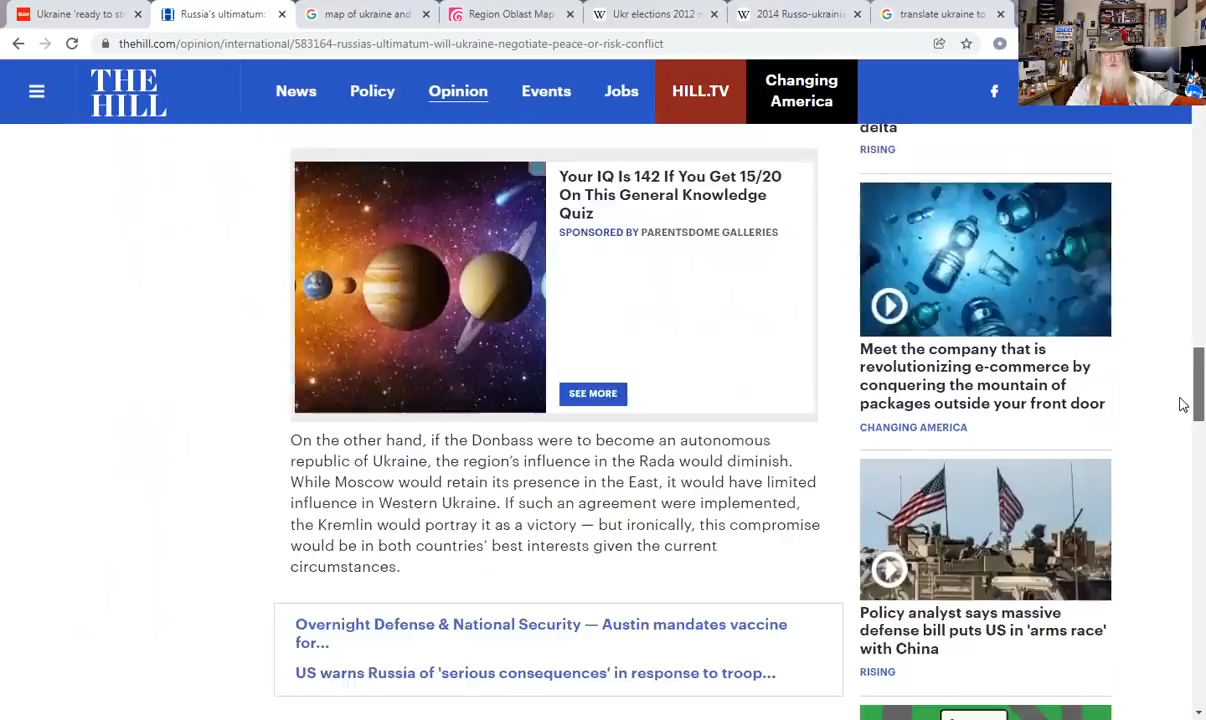 Ukraine 'ready to st
Russia's ultimatum:
map of ukraine and
Region Oblast Map
Ukr elections 2012 
2014 Russo-ukraini
translate ukraine to
thehill.com/opinion/international/583164-russias-ultimatum-will-ukraine-negotiate-peace-or-risk-conflict
THE
HILL
News
Policy
Opinion
Events
Jobs
HILL.TV
Changing
America
delta
RISING
Your IQ Is 142 If You Get 15/20
On This General Knowledge
Quiz
SPONSORED BY PARENTSDOME GALLERIES
SEE MORE
Meet the company that is
revolutionizing e-commerce by
conquering the mountain of
packages outside your front door
CHANGING AMERICA
On the other hand, if the Donbass were to become an autonomous
republic of Ukraine, the region's influence in the Rada would diminish.
While Moscow would retain its presence in the East, it would have limited
influence in Western Ukraine. If such an agreement were implemented,
the Kremlin would portray it as a victory — but ironically, this compromise
would be in both countries' best interests given the current
circumstances.
Overnight Defense & National Security — Austin mandates vaccine
for...
US warns Russia of 'serious consequences' in response to troop...
Policy analyst says massive
defense bill puts US in 'arms race'
with China
RISING